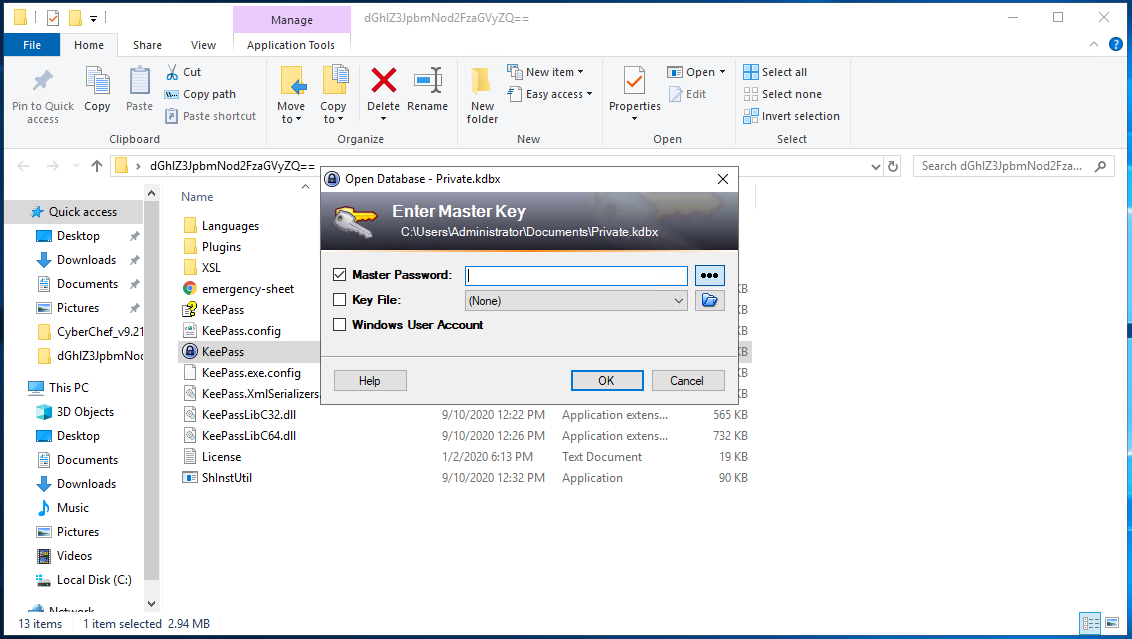 Manage
dGhlZ3JpbmNod2FzaGVyZQ==
File
Home
Share
View
Application Tools
Pin to Quick
access
Copy
Paste
Cut
Copy path
Paste shortcut
Clipboard
Move
to
Copy
to
Delete
Rename
Organize
New
folder
New item
Easy access
New
Properties
Open
Edit
Open
Select all
Select none
Invert selection
Select
dGhlZ3JpbmNod2FzaGVyZQ==
Search dGhlZ3JpbmNod2Fza...
Quick access
Desktop
Downloads
Documents
Pictures
CyberChef_v9.21
dGhlZ3JpbmNod
This PC
3D Objects
Desktop
Documents
Downloads
Music
Pictures
Videos
Local Disk (C:)
Network
Name
Languages
Plugins
XSL
emergency-sheet
KB
KeePass
KB
KeePass.config
KB
KeePass
KB
KeePass.exe.config
KB
KeePass.XmlSerializers
KB
KeePassLibC32.dll 9/10/2020 12:22 PM Application extens... 565 KB
KeePassLibC64.dll 9/10/2020 12:26 PM Application extens... 732 KB
License 1/2/2020 6:13 PM Text Document 19 KB
ShInstUtil 9/10/2020 12:32 PM Application 90 KB
Open Database - Private.kdbx
Enter Master Key
C:\Users\Administrator\Documents\Private.kdbx
Master Password:
Key File:
(None)
Windows User Account
Help
OK
Cancel
13 items 1 item selected 2.94 MB